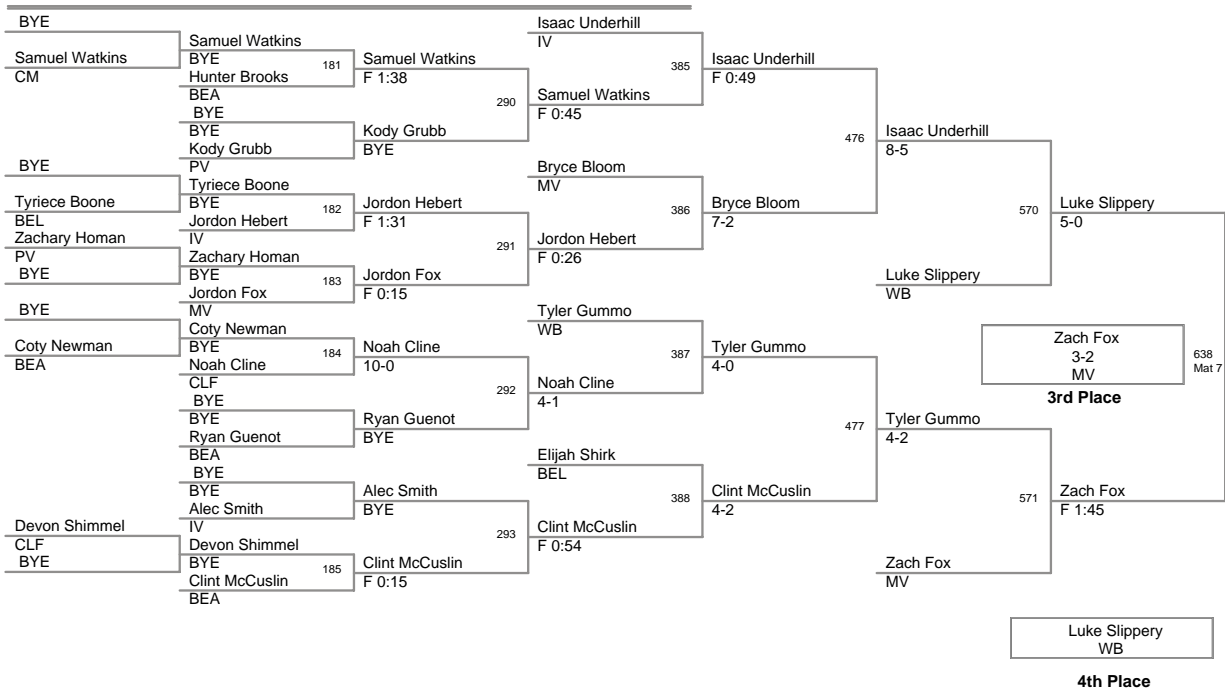 BYE
Samuel Watkins
CM
BYE
Tyriece Boone
BEL
Zachary Homan
PV
BYE
BYE
Coty Newman
BEA
Devon Shimmel
CLF
BYE
Samuel Watkins
BYE
181
Hunter Brooks
BEA
BYE
BYE
Kody Grubb
PV
Tyriece Boone
BYE
182
Jordon Hebert
IV
Zachary Homan
BYE
183
Jordon Fox
MV
Coty Newman
BYE
184
Noah Cline
CLF
BYE
BYE
Ryan Guenot
BEA
BYE
BYE
Alec Smith
IV
Devon Shimmel
BYE
185
Clint McCuslin
BEA
Samuel Watkins
F 1:38
290
Kody Grubb
BYE
Jordon Hebert
F 1:31
291
Jordon Fox
F 0:15
Noah Cline
10-0
292
Ryan Guenot
BYE
Alec Smith
BYE
293
Clint McCuslin
F 0:15
Isaac Underhill
IV
385
Samuel Watkins
F 0:45
Bryce Bloom
MV
386
Jordon Hebert
F 0:26
Tyler Gummo
WB
387
Noah Cline
4-1
Elijah Shirk
BEL
388
Clint McCuslin
F 0:54
Isaac Underhill
F 0:49
476
Bryce Bloom
7-2
Tyler Gummo
4-0
477
Clint McCuslin
4-2
Isaac Underhill
8-5
570
Luke Slippery
WB
Tyler Gummo
4-2
571
Zach Fox
MV
Luke Slippery
5-0
Zach Fox
3-2
MV
638
Mat 7
3rd Place
Zach Fox
F 1:45
Luke Slippery
WB
4th Place